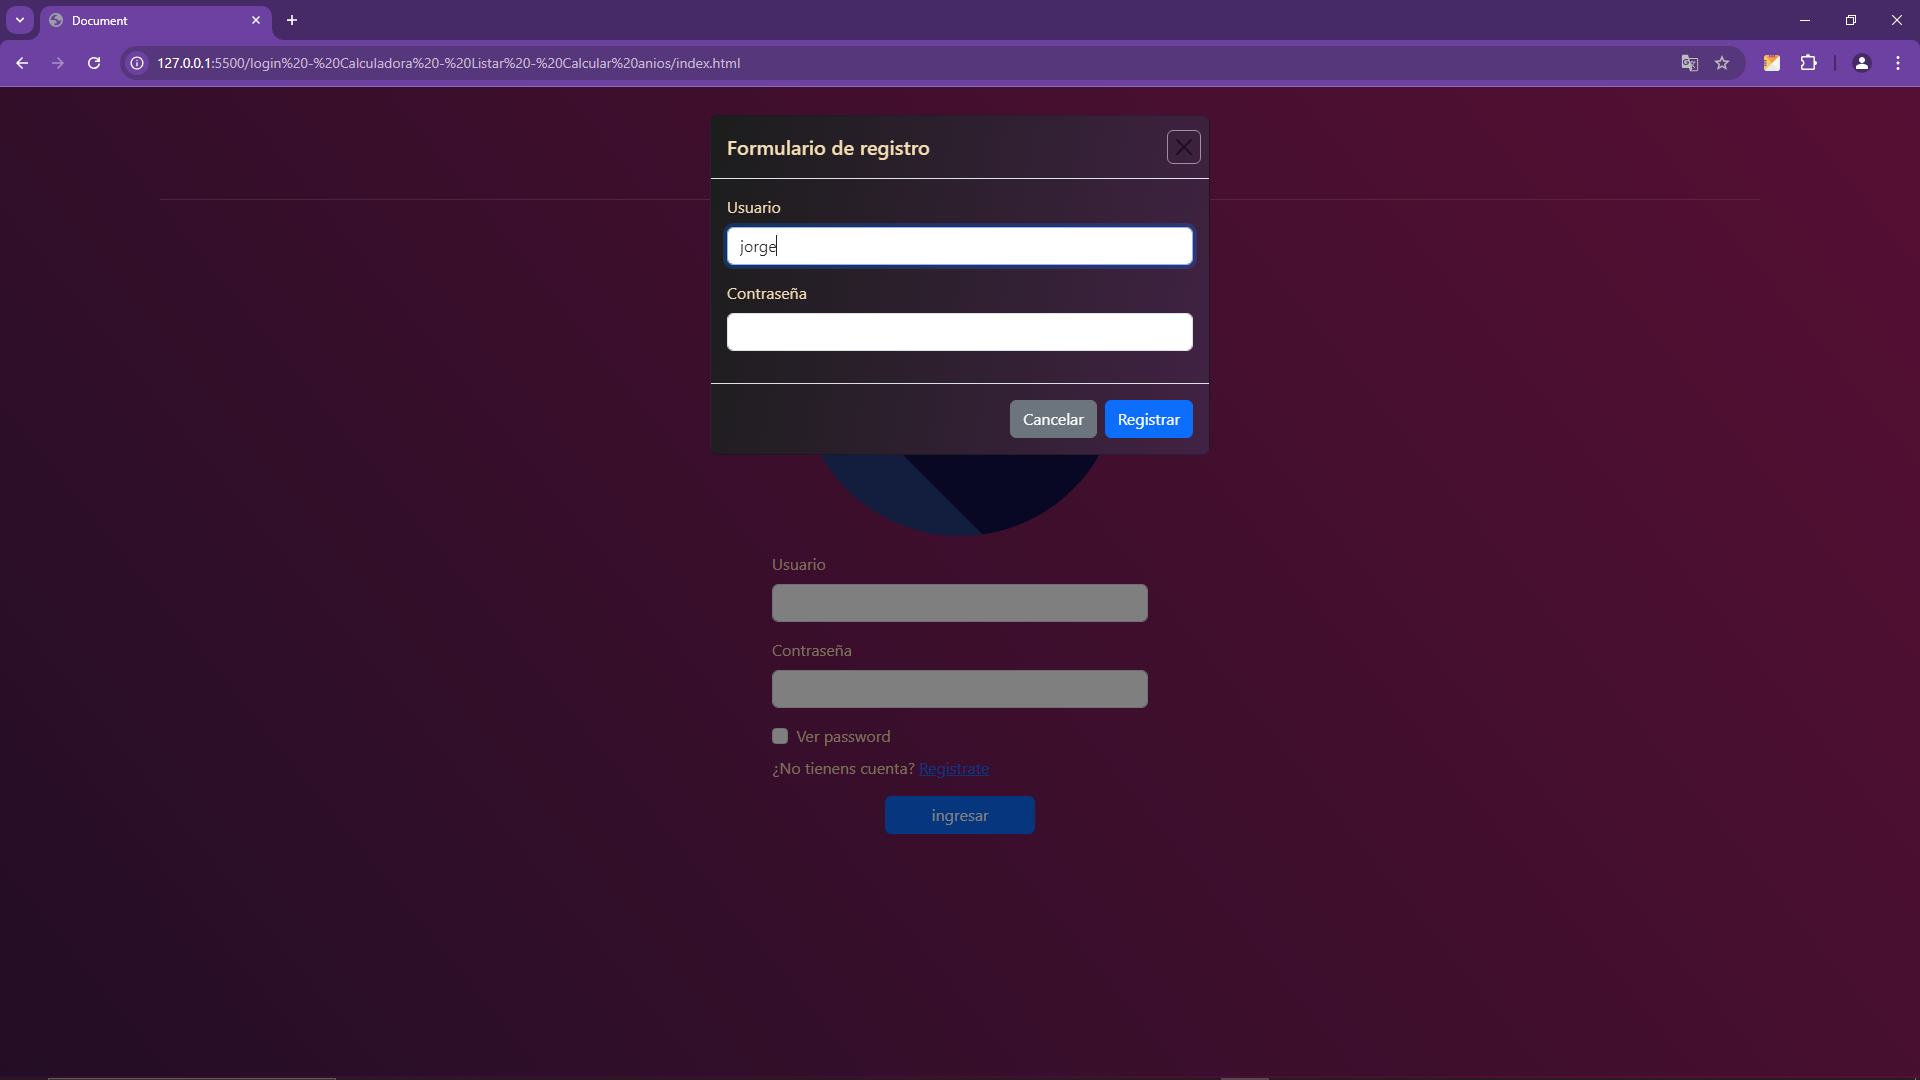 Document
127.0.0.1:5500/login%20-%20Calculadora%20-%20Listar%20-%20Calcular%20anios/index.html
Formulario de registro
Usuario
jorge
Contraseña
Cancelar
Registrar
Usuario
Contraseña
Ver password
¿No tienens cuenta? Registrate
ingresar